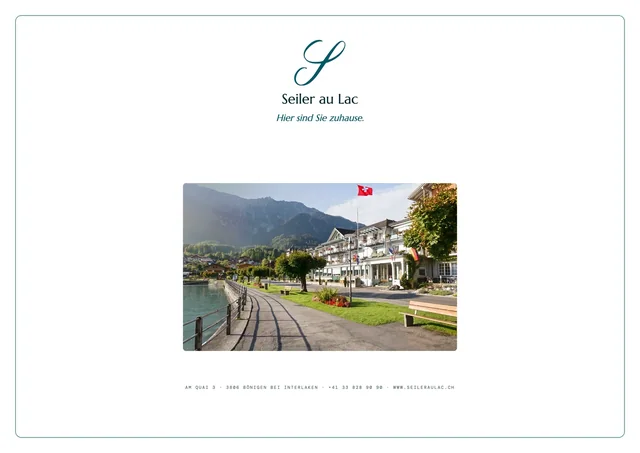 S
Seiler au Lac
Hier sind Sie zuhause.
AM QUAI 3 · 3806 BÖNIGEN BEI INTERLAKEN · +41 33 828 90 90 · WWW.SEILERAULAC.CH